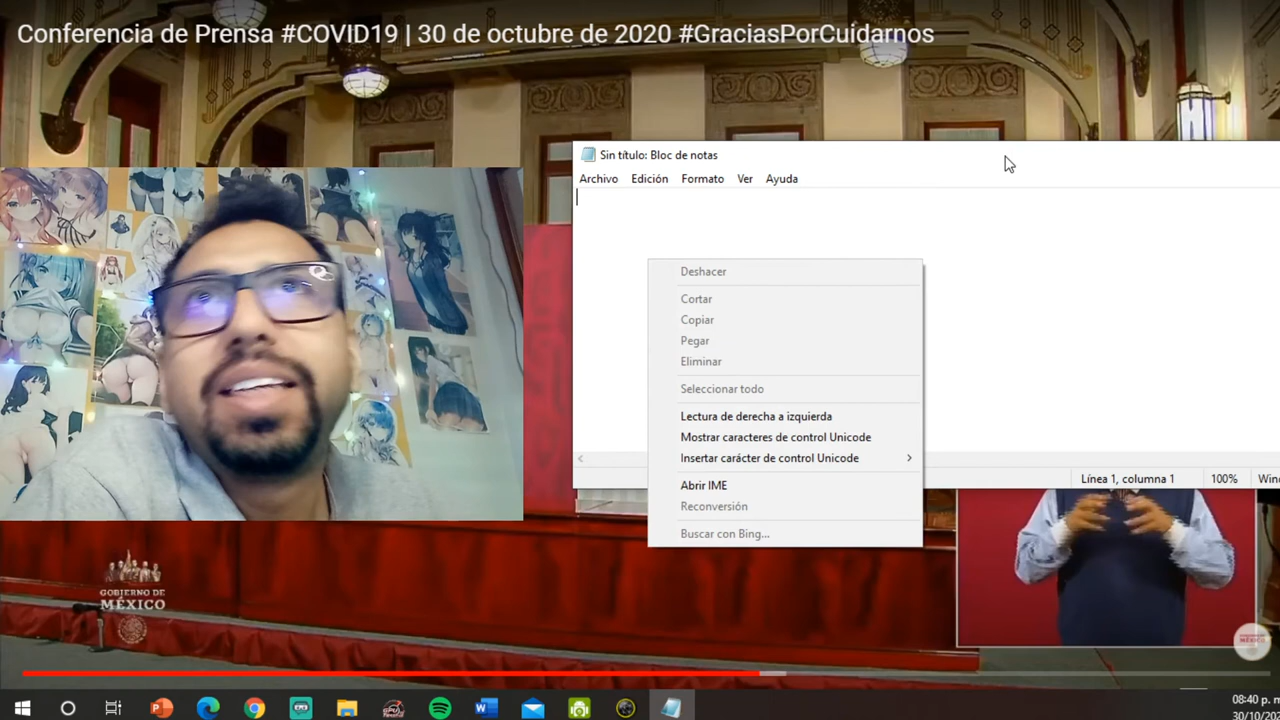 Conferencia de Prensa #COVID19 | 30 de octubre de 2020 #GraciasPorCuidarnos
Sin título: Bloc de notas
Archivo Edición Formato Ver Ayuda
Deshacer
Cortar
Copiar
Pegar
Eliminar
Seleccionar todo
Lectura de derecha a izquierda
Mostrar caracteres de control Unicode
Insertar carácter de control Unicode
Abrir IME
Reconversión
Buscar con Bing...
Línea 1, columna 1 100% Wind
GOBIERNO DE
MÉXICO
08:40 p. n
30/10/20